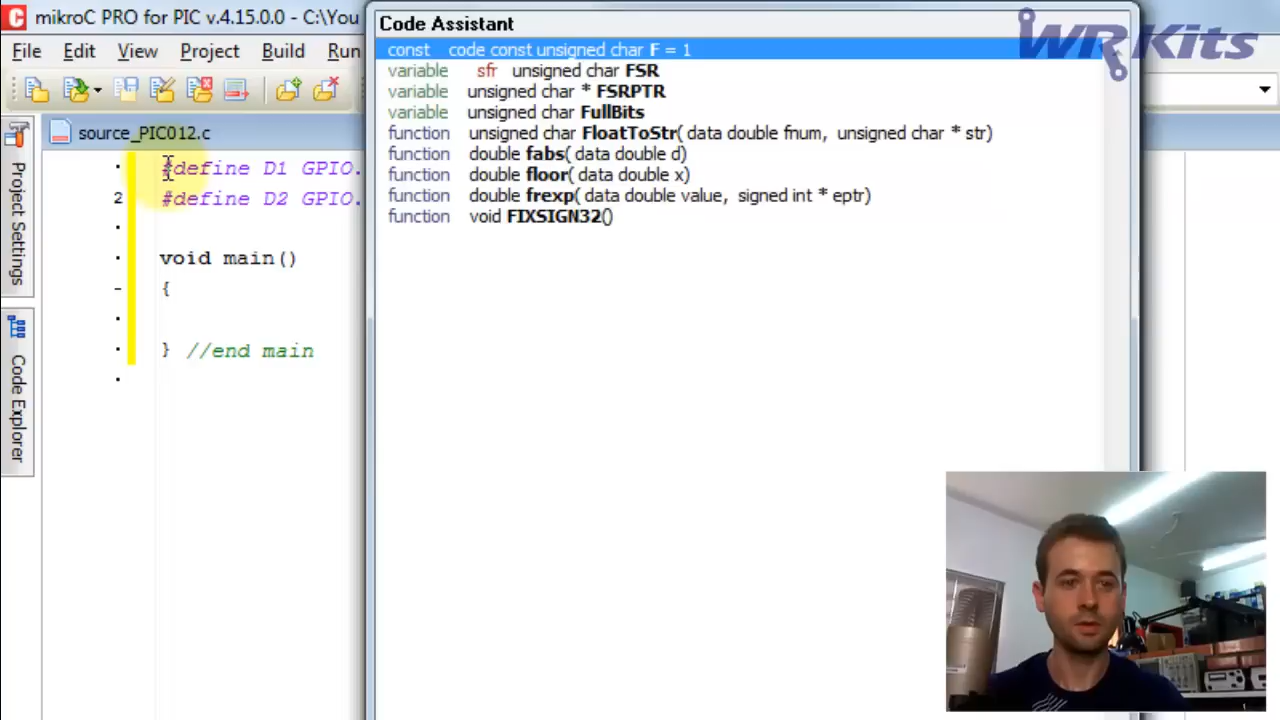 mikroC PRO for PIC v.4.15.0.0 - C:\You
File Edit View Project Build Run
source_PIC012.c
#define D1 GPIO.
2 #define D2 GPIO.
void main()
{
} //end main
Project Settings
Code Explorer
Code Assistant
const code const unsigned char F = 1
variable sfr unsigned char FSR
variable unsigned char * FSRPTR
variable unsigned char FullBits
function unsigned char FloatToStr( data double fnum, unsigned char * str)
function double fabs( data double d)
function double floor( data double x)
function double frexp( data double value, signed int * eptr)
function void FIXSIGN32()
WR Kits